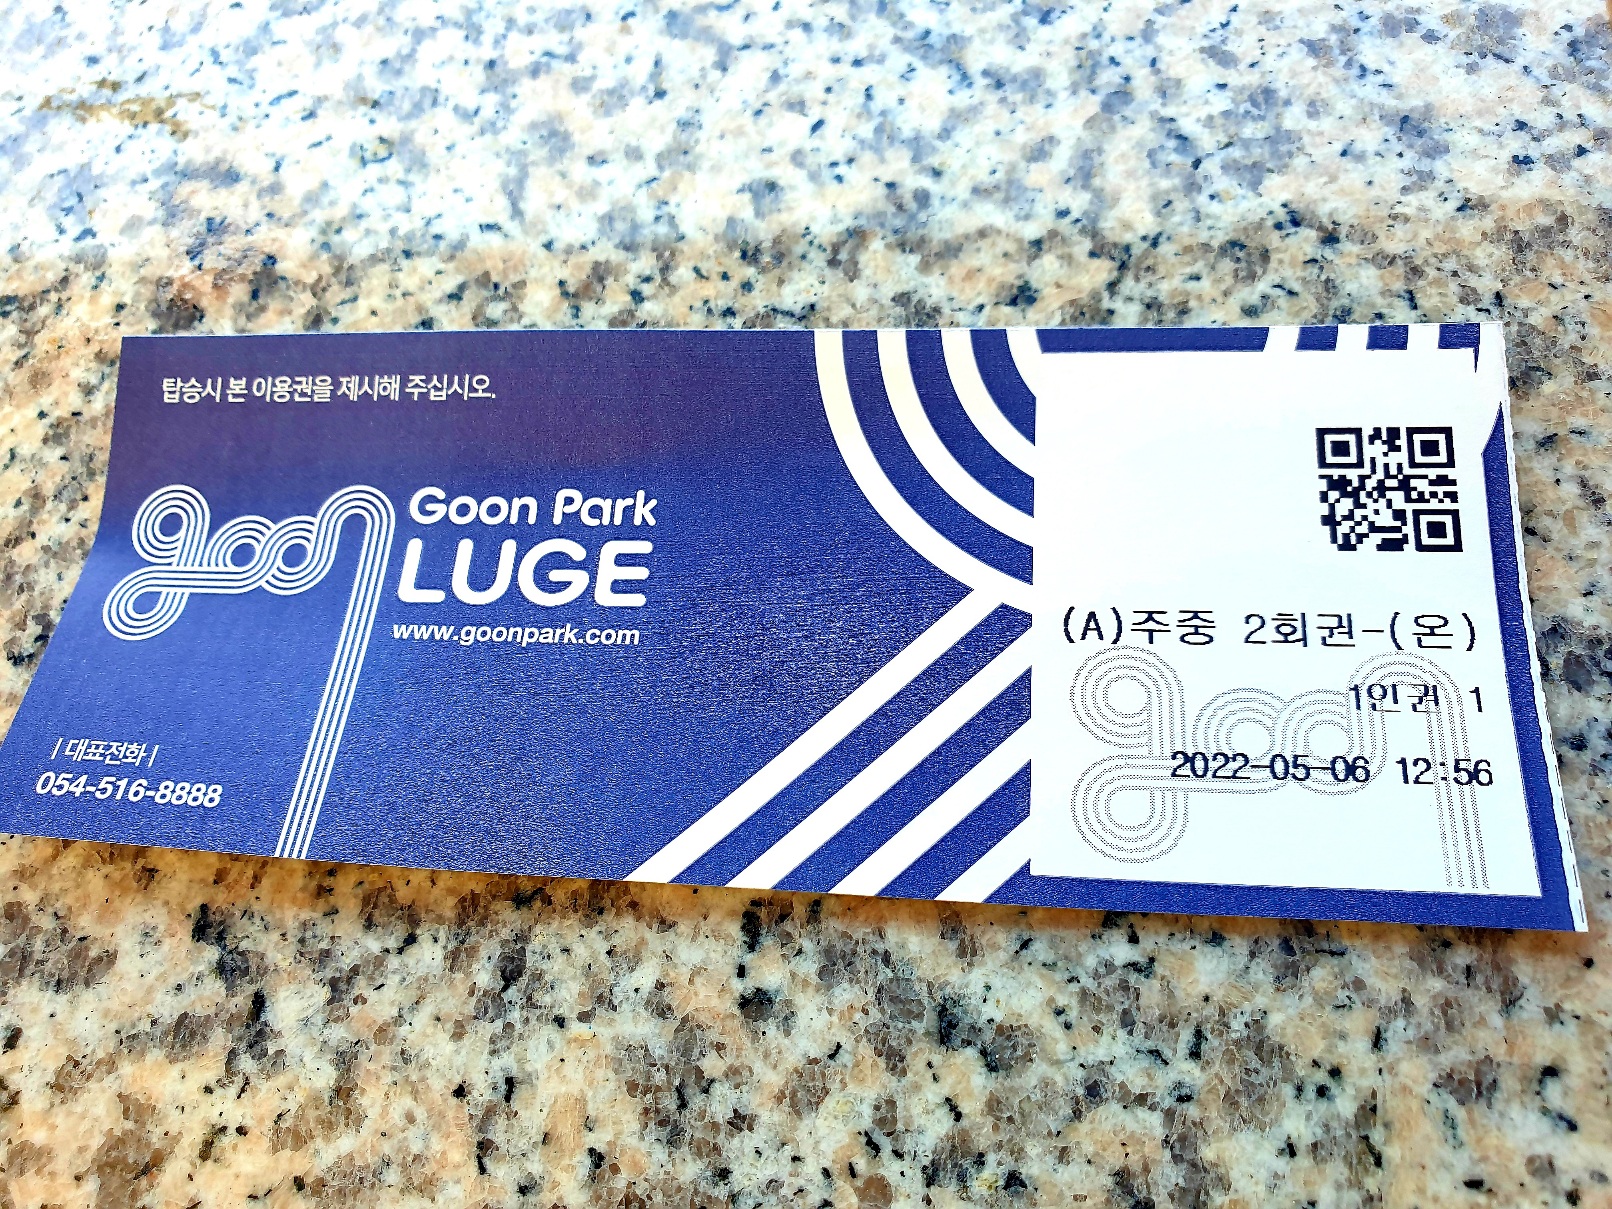 탑승시 본 이용권을 제시해 주십시오.
goon
Goon Park
LUGE
www.goonpark.com
| 대표전화 |
054-516-8888
(A)주중 2회권-(온)
goon
1인권 1
2022-05-06 12:56